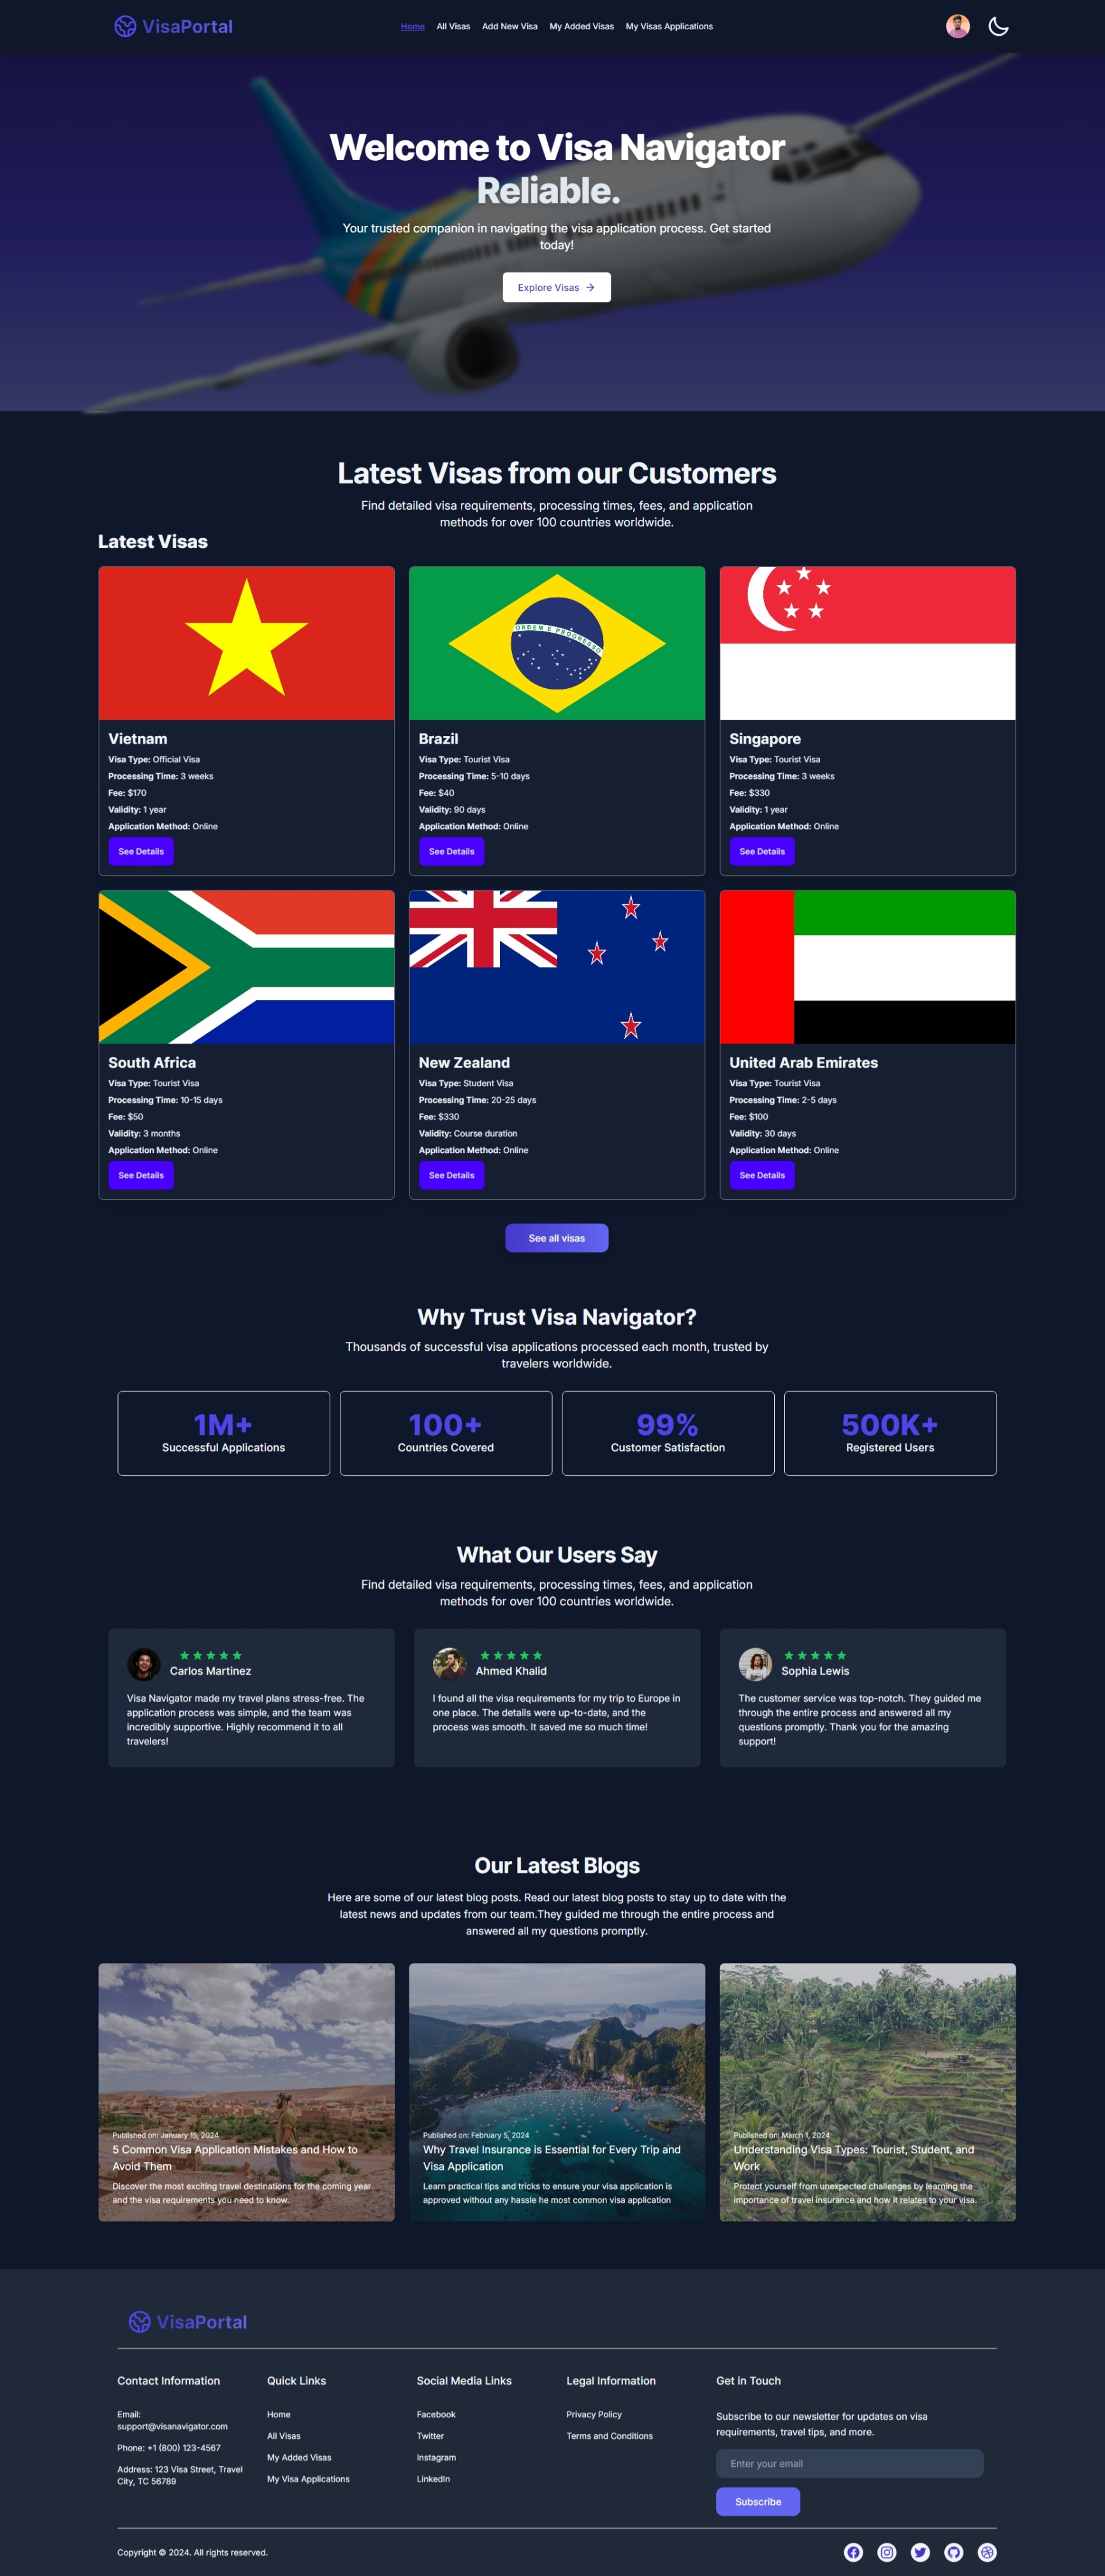 VisaPortal
Home All Visas Add New Visa My Added Visas My Visas Applications
Welcome to Visa Navigator
Reliable.
Your trusted companion in navigating the visa application process. Get started
today!
Explore Visas
Latest Visas from our Customers
Find detailed visa requirements, processing times, fees, and application
methods for over 100 countries worldwide.
Latest Visas
ORDEM E PROGRESSO
Vietnam
Visa Type: Official Visa
Processing Time: 3 weeks
Fee: $170
Validity: 1 year
Application Method: Online
See Details
Brazil
Visa Type: Tourist Visa
Processing Time: 5-10 days
Fee: $40
Validity: 90 days
Application Method: Online
See Details
Singapore
Visa Type: Tourist Visa
Processing Time: 3 weeks
Fee: $330
Validity: 1 year
Application Method: Online
See Details
South Africa
Visa Type: Tourist Visa
Processing Time: 10-15 days
Fee: $50
Validity: 3 months
Application Method: Online
See Details
New Zealand
Visa Type: Student Visa
Processing Time: 20-25 days
Fee: $330
Validity: Course duration
Application Method: Online
See Details
United Arab Emirates
Visa Type: Tourist Visa
Processing Time: 2-5 days
Fee: $100
Validity: 30 days
Application Method: Online
See Details
See all visas
Why Trust Visa Navigator?
Thousands of successful visa applications processed each month, trusted by
travelers worldwide.
1M+
Successful Applications
100+
Countries Covered
99%
Customer Satisfaction
500K+
Registered Users
What Our Users Say
Find detailed visa requirements, processing times, fees, and application
methods for over 100 countries worldwide.
Carlos Martinez
Visa Navigator made my travel plans stress-free. The
application process was simple, and the team was
incredibly supportive. Highly recommend it to all
travelers!
Ahmed Khalid
I found all the visa requirements for my trip to Europe in
one place. The details were up-to-date, and the
process was smooth. It saved me so much time!
Sophia Lewis
The customer service was top-notch. They guided me
through the entire process and answered all my
questions promptly. Thank you for the amazing
support!
Our Latest Blogs
Here are some of our latest blog posts. Read our latest blog posts to stay up to date with the
latest news and updates from our team.They guided me through the entire process and
answered all my questions promptly.
Published on: January 15, 2024
5 Common Visa Application Mistakes and How to
Avoid Them
Discover the most exciting travel destinations for the coming year
and the visa requirements you need to know.
Published on: February 5, 2024
Why Travel Insurance is Essential for Every Trip and
Visa Application
Learn practical tips and tricks to ensure your visa application is
approved without any hassle he most common visa application
Published on: March 1, 2024
Understanding Visa Types: Tourist, Student, and
Work
Protect yourself from unexpected challenges by learning the
importance of travel insurance and how it relates to your visa.
VisaPortal
Contact Information
Email:
support@visanavigator.com
Phone: +1 (800) 123-4567
Address: 123 Visa Street, Travel
City, TC 56789
Quick Links
Home
All Visas
My Added Visas
My Visa Applications
Social Media Links
Facebook
Twitter
Instagram
LinkedIn
Legal Information
Privacy Policy
Terms and Conditions
Get in Touch
Subscribe to our newsletter for updates on visa
requirements, travel tips, and more.
Enter your email
Subscribe
Copyright © 2024. All rights reserved.